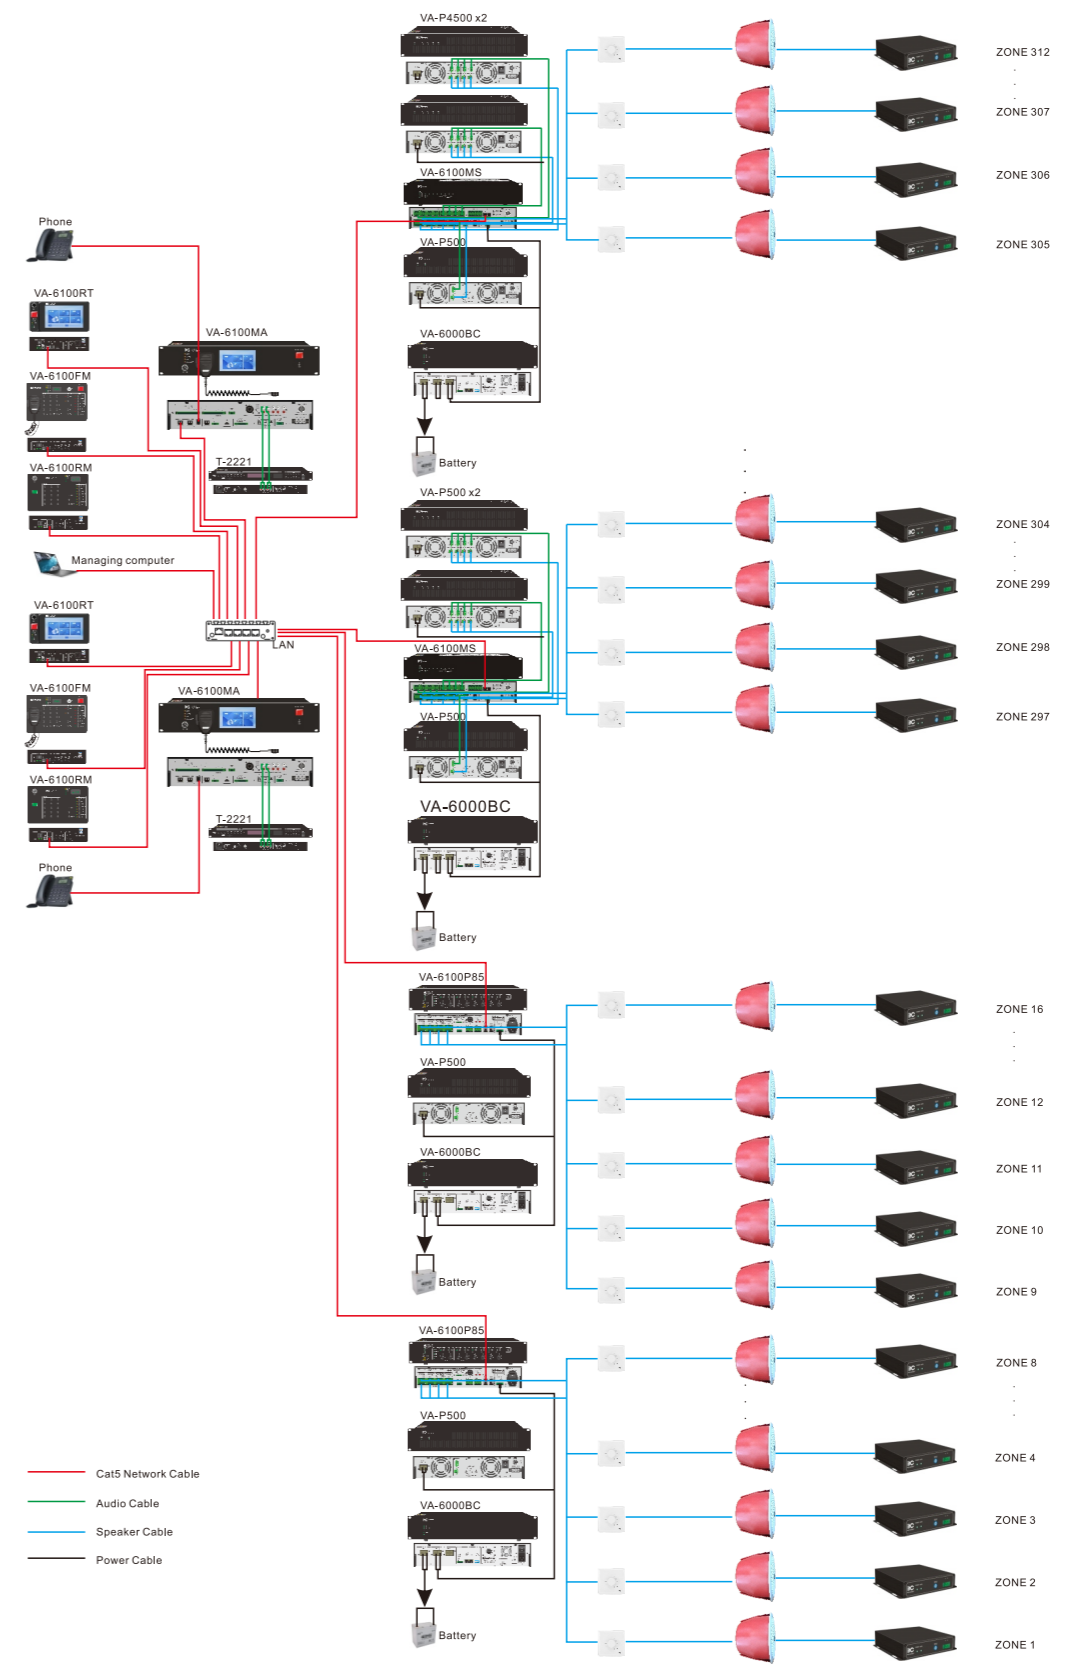 VA-P4500 x2
ZONE 312
ZONE 307
VA-6100MS
ZONE 306
Phone
VA-P500
ZONE 305
VA-6100RT
VA-6100MA
VA-6000BC
VA-6100FM
T-2221
Battery
VA-6100RM
VA-P500 x2
ZONE 304
Managing computer
ZONE 299
VA-6100RT
LAN
VA-6100MS
ZONE 298
VA-6100FM
VA-6100MA
VA-P500
ZONE 297
VA-6100RM
VA-6000BC
T-2221
Phone
Battery
VA-6100P85
ZONE 16
VA-P500
ZONE 12
VA-6000BC
ZONE 11
ZONE 10
Battery
ZONE 9
VA-6100P85
ZONE 8
VA-P500
ZONE 4
Cat5 Network Cable
Audio Cable
VA-6000BC
ZONE 3
Speaker Cable
Power Cable
ZONE 2
Battery
ZONE 1